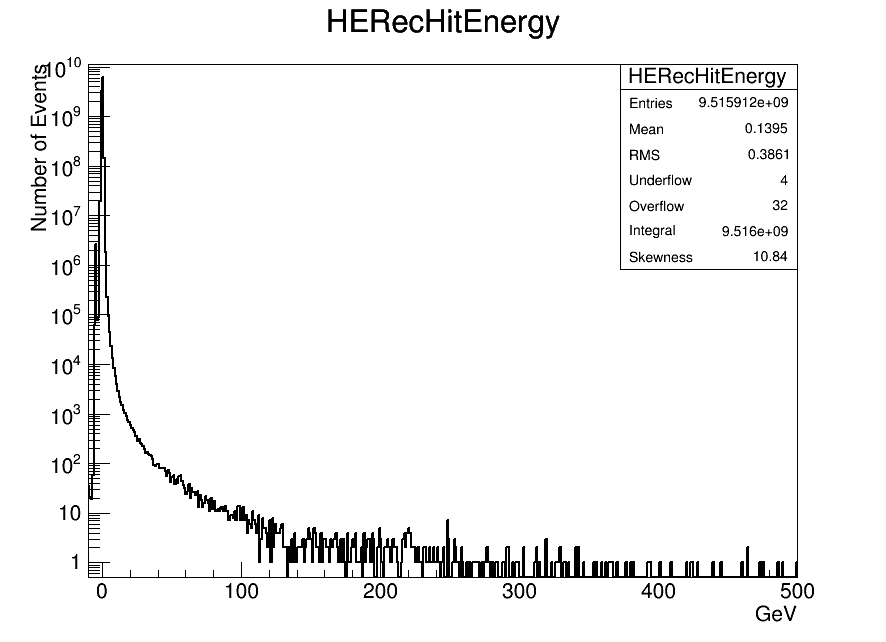 HERecHitEnergy
Number of Events
10^10
10^9
10^8
10^7
10^6
10^5
10^4
10^3
10^2
10
1
HERecHitEnergy
Entries 9.515912e+09
Mean 0.1395
RMS 0.3861
Underflow 4
Overflow 32
Integral 9.516e+09
Skewness 10.84
0 100 200 300 400 500
GeV